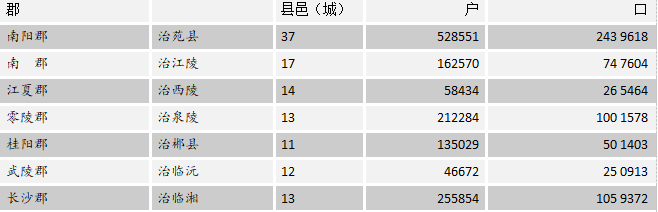 郡 县邑（城） 户 口
南阳郡 治苑县 37 528551 243 9618
南 郡 治江陵 17 162570 74 7604
江夏郡 治西陵 14 58434 26 5464
零陵郡 治泉陵 13 212284 100 1578
桂阳郡 治郴县 11 135029 50 1403
武陵郡 治临沅 12 46672 25 0913
长沙郡 治临湘 13 255854 105 9372